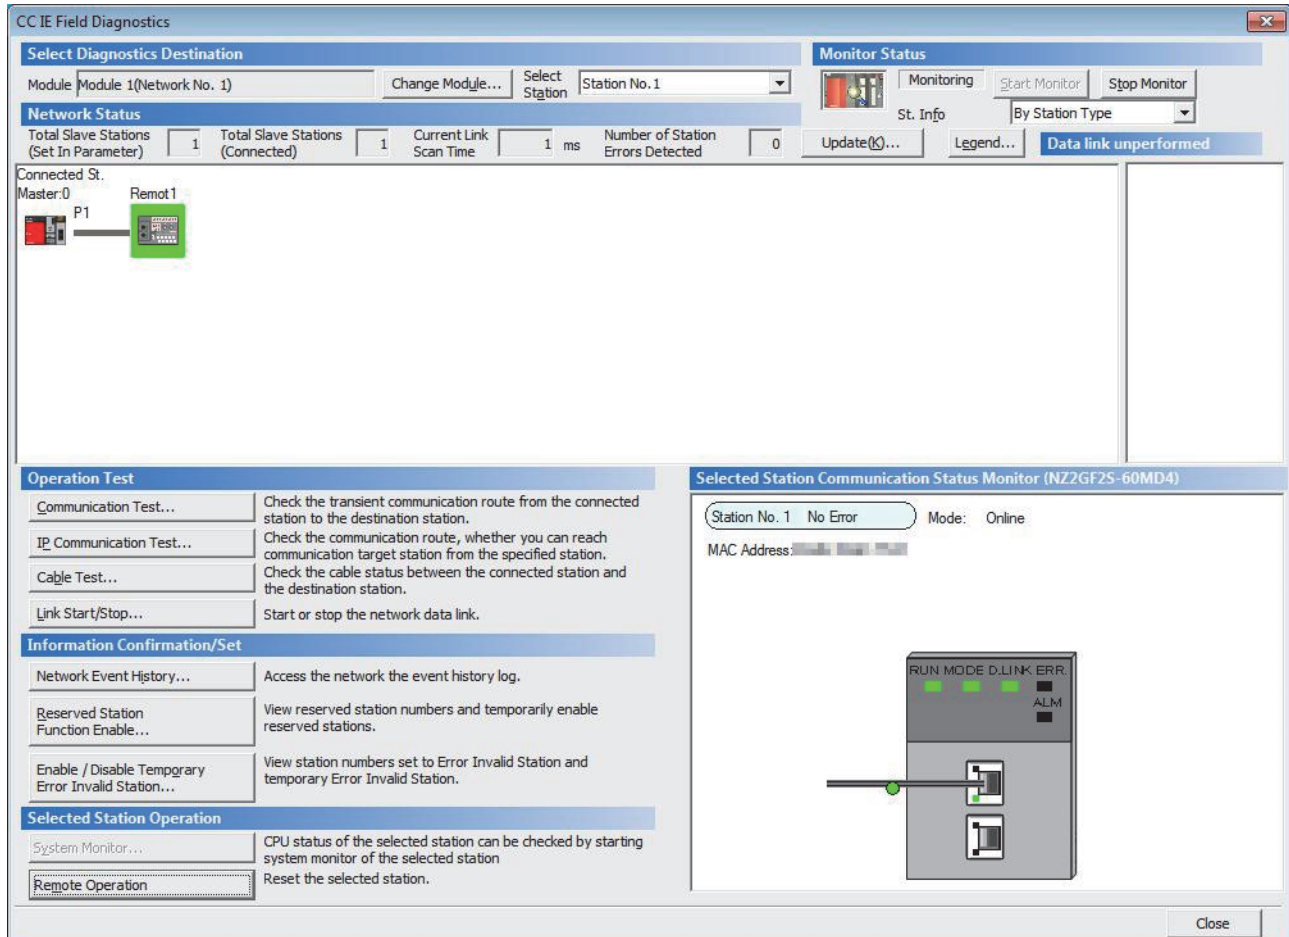 CC IE Field Diagnostics
Select Diagnostics Destination
Monitor Status
Module Module 1(Network No. 1)
Change Module...
Select
Station
Station No.1
Monitoring
Start Monitor
Stop Monitor
St. Info
By Station Type
Network Status
Total Slave Stations
(Set In Parameter)
1
Total Slave Stations
(Connected)
1
Current Link
Scan Time
1 ms
Number of Station
Errors Detected
0
Update(K)...
Legend...
Data link unperformed
Connected St.
Master:0
Remot1
P1
Operation Test
Communication Test...
Check the transient communication route from the connected
station to the destination station.
IP Communication Test...
Check the communication route, whether you can reach
communication target station from the specified station.
Cable Test...
Check the cable status between the connected station and
the destination station.
Link Start/Stop...
Start or stop the network data link.
Information Confirmation/Set
Network Event History...
Access the network the event history log.
Reserved Station
Function Enable...
View reserved station numbers and temporarily enable
reserved stations.
Enable / Disable Temporary
Error Invalid Station...
View station numbers set to Error Invalid Station and
temporary Error Invalid Station.
Selected Station Operation
System Monitor...
CPU status of the selected station can be checked by starting
system monitor of the selected station
Remote Operation
Reset the selected station.
Selected Station Communication Status Monitor (NZ2GF2S-60MD4)
Station No. 1 No Error
Mode: Online
MAC Address:
RUN MODE D.LINK ERR.
ALM
Close